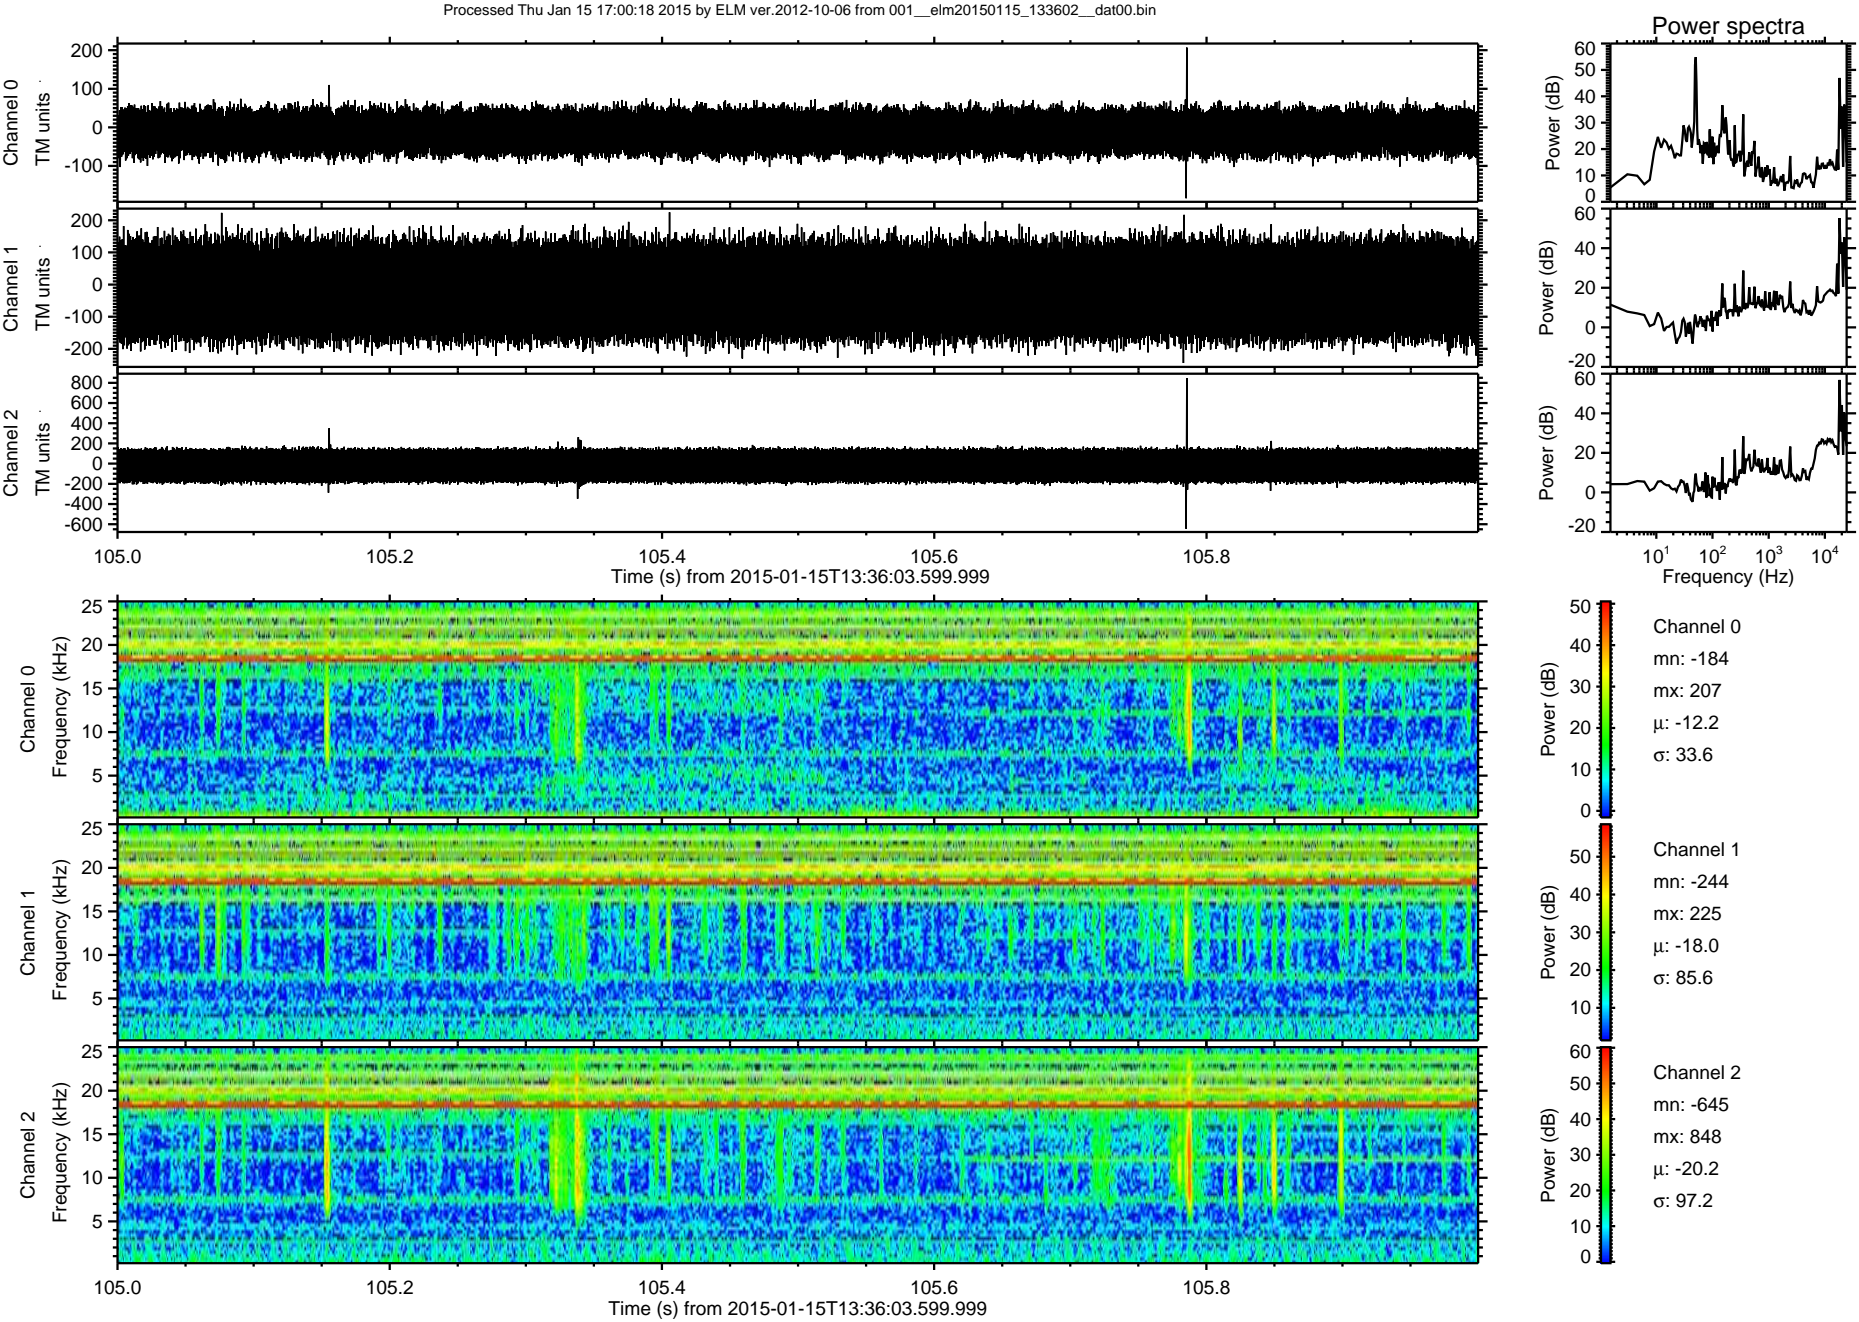 Processed Thu Jan 15 17:00:18 2015 by ELM ver.2012-10-06 from 001__elm20150115_133602__dat00.bin
Power spectra
Channel 0
TM units
200
100
0
-100
Power (dB)
60
50
40
30
20
10
0
Channel 1
TM units
200
100
0
-100
-200
Power (dB)
60
40
20
0
-20
Channel 2
TM units
800
600
400
200
0
-200
-400
-600
Power (dB)
60
40
20
0
-20
105.0 105.2 105.4 105.6 105.8
Time (s) from 2015-01-15T13:36:03.599.999
10¹ 10² 10³ 10⁴
Frequency (Hz)
Channel 0
Frequency (kHz)
25
20
15
10
5
Power (dB)
50
40
30
20
10
0
Channel 0
mn: -184
mx: 207
μ: -12.2
σ: 33.6
Channel 1
Frequency (kHz)
25
20
15
10
5
Power (dB)
50
40
30
20
10
Channel 1
mn: -244
mx: 225
μ: -18.0
σ: 85.6
Channel 2
Frequency (kHz)
25
20
15
10
5
Power (dB)
60
50
40
30
20
10
0
Channel 2
mn: -645
mx: 848
μ: -20.2
σ: 97.2
105.0 105.2 105.4 105.6 105.8
Time (s) from 2015-01-15T13:36:03.599.999